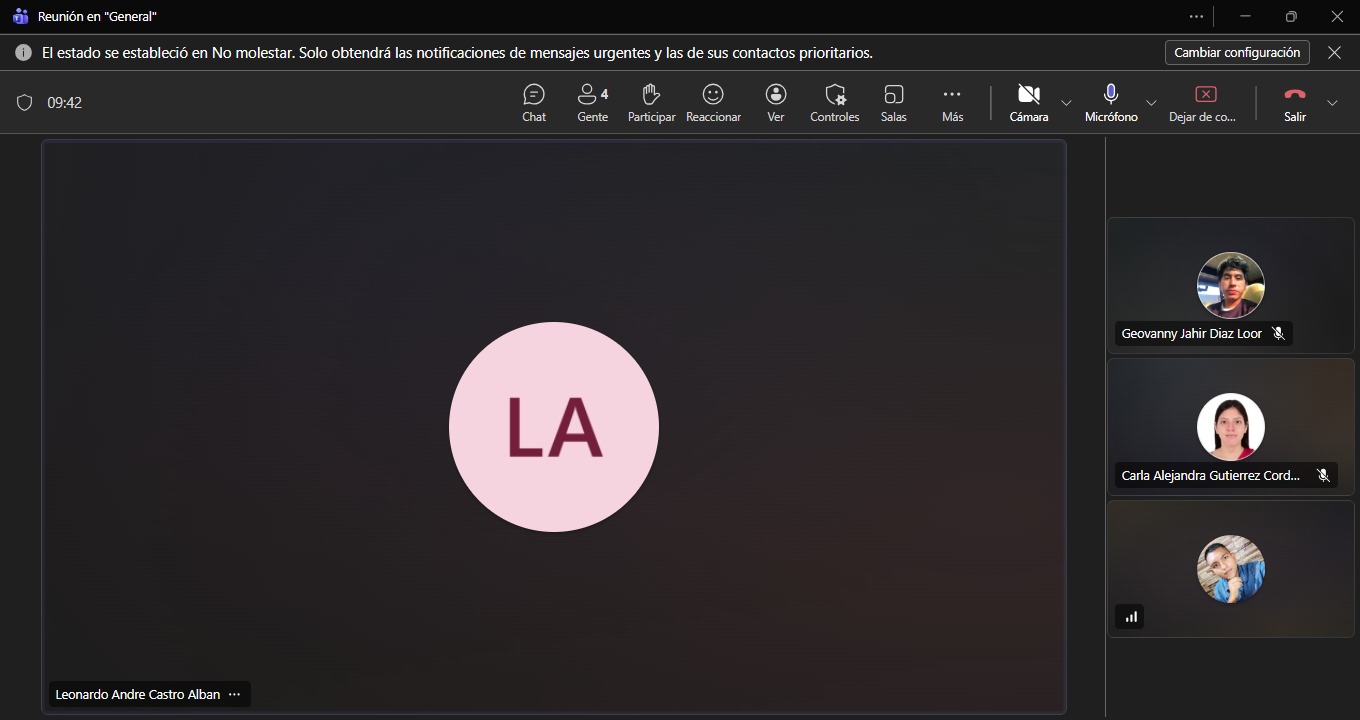 Reunión en "General"
El estado se estableció en No molestar. Solo obtendrá las notificaciones de mensajes urgentes y las de sus contactos prioritarios.
Cambiar configuración
09:42
4
Chat
Gente
Participar
Reaccionar
Ver
Controles
Salas
Más
Cámara
Micrófono
Dejar de co...
Salir
LA
Geovanny Jahir Diaz Loor
Carla Alejandra Gutierrez Cord...
Leonardo Andre Castro Alban